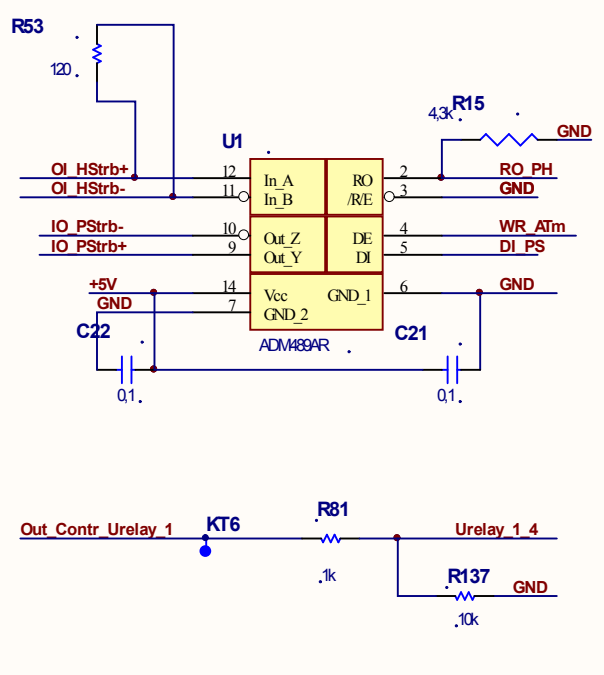 R53
120
R15
4,3k
GND
U1
OI_HStrb+
12
In_A
RO
2
RO_PH
OI_HStrb-
11
In_B
/R/E
3
GND
IO_PStrb-
10
Out_Z
DE
4
WR_ATm
IO_PStrb+
9
Out_Y
DI
5
DI_PS
+5V
14
Vcc
GND_1
6
GND
GND
7
GND_2
C22
ADM489AR
C21
0,1
0,1
Out_Contr_Urelay_1
KT6
R81
Urelay_1_4
1k
R137
GND
10k